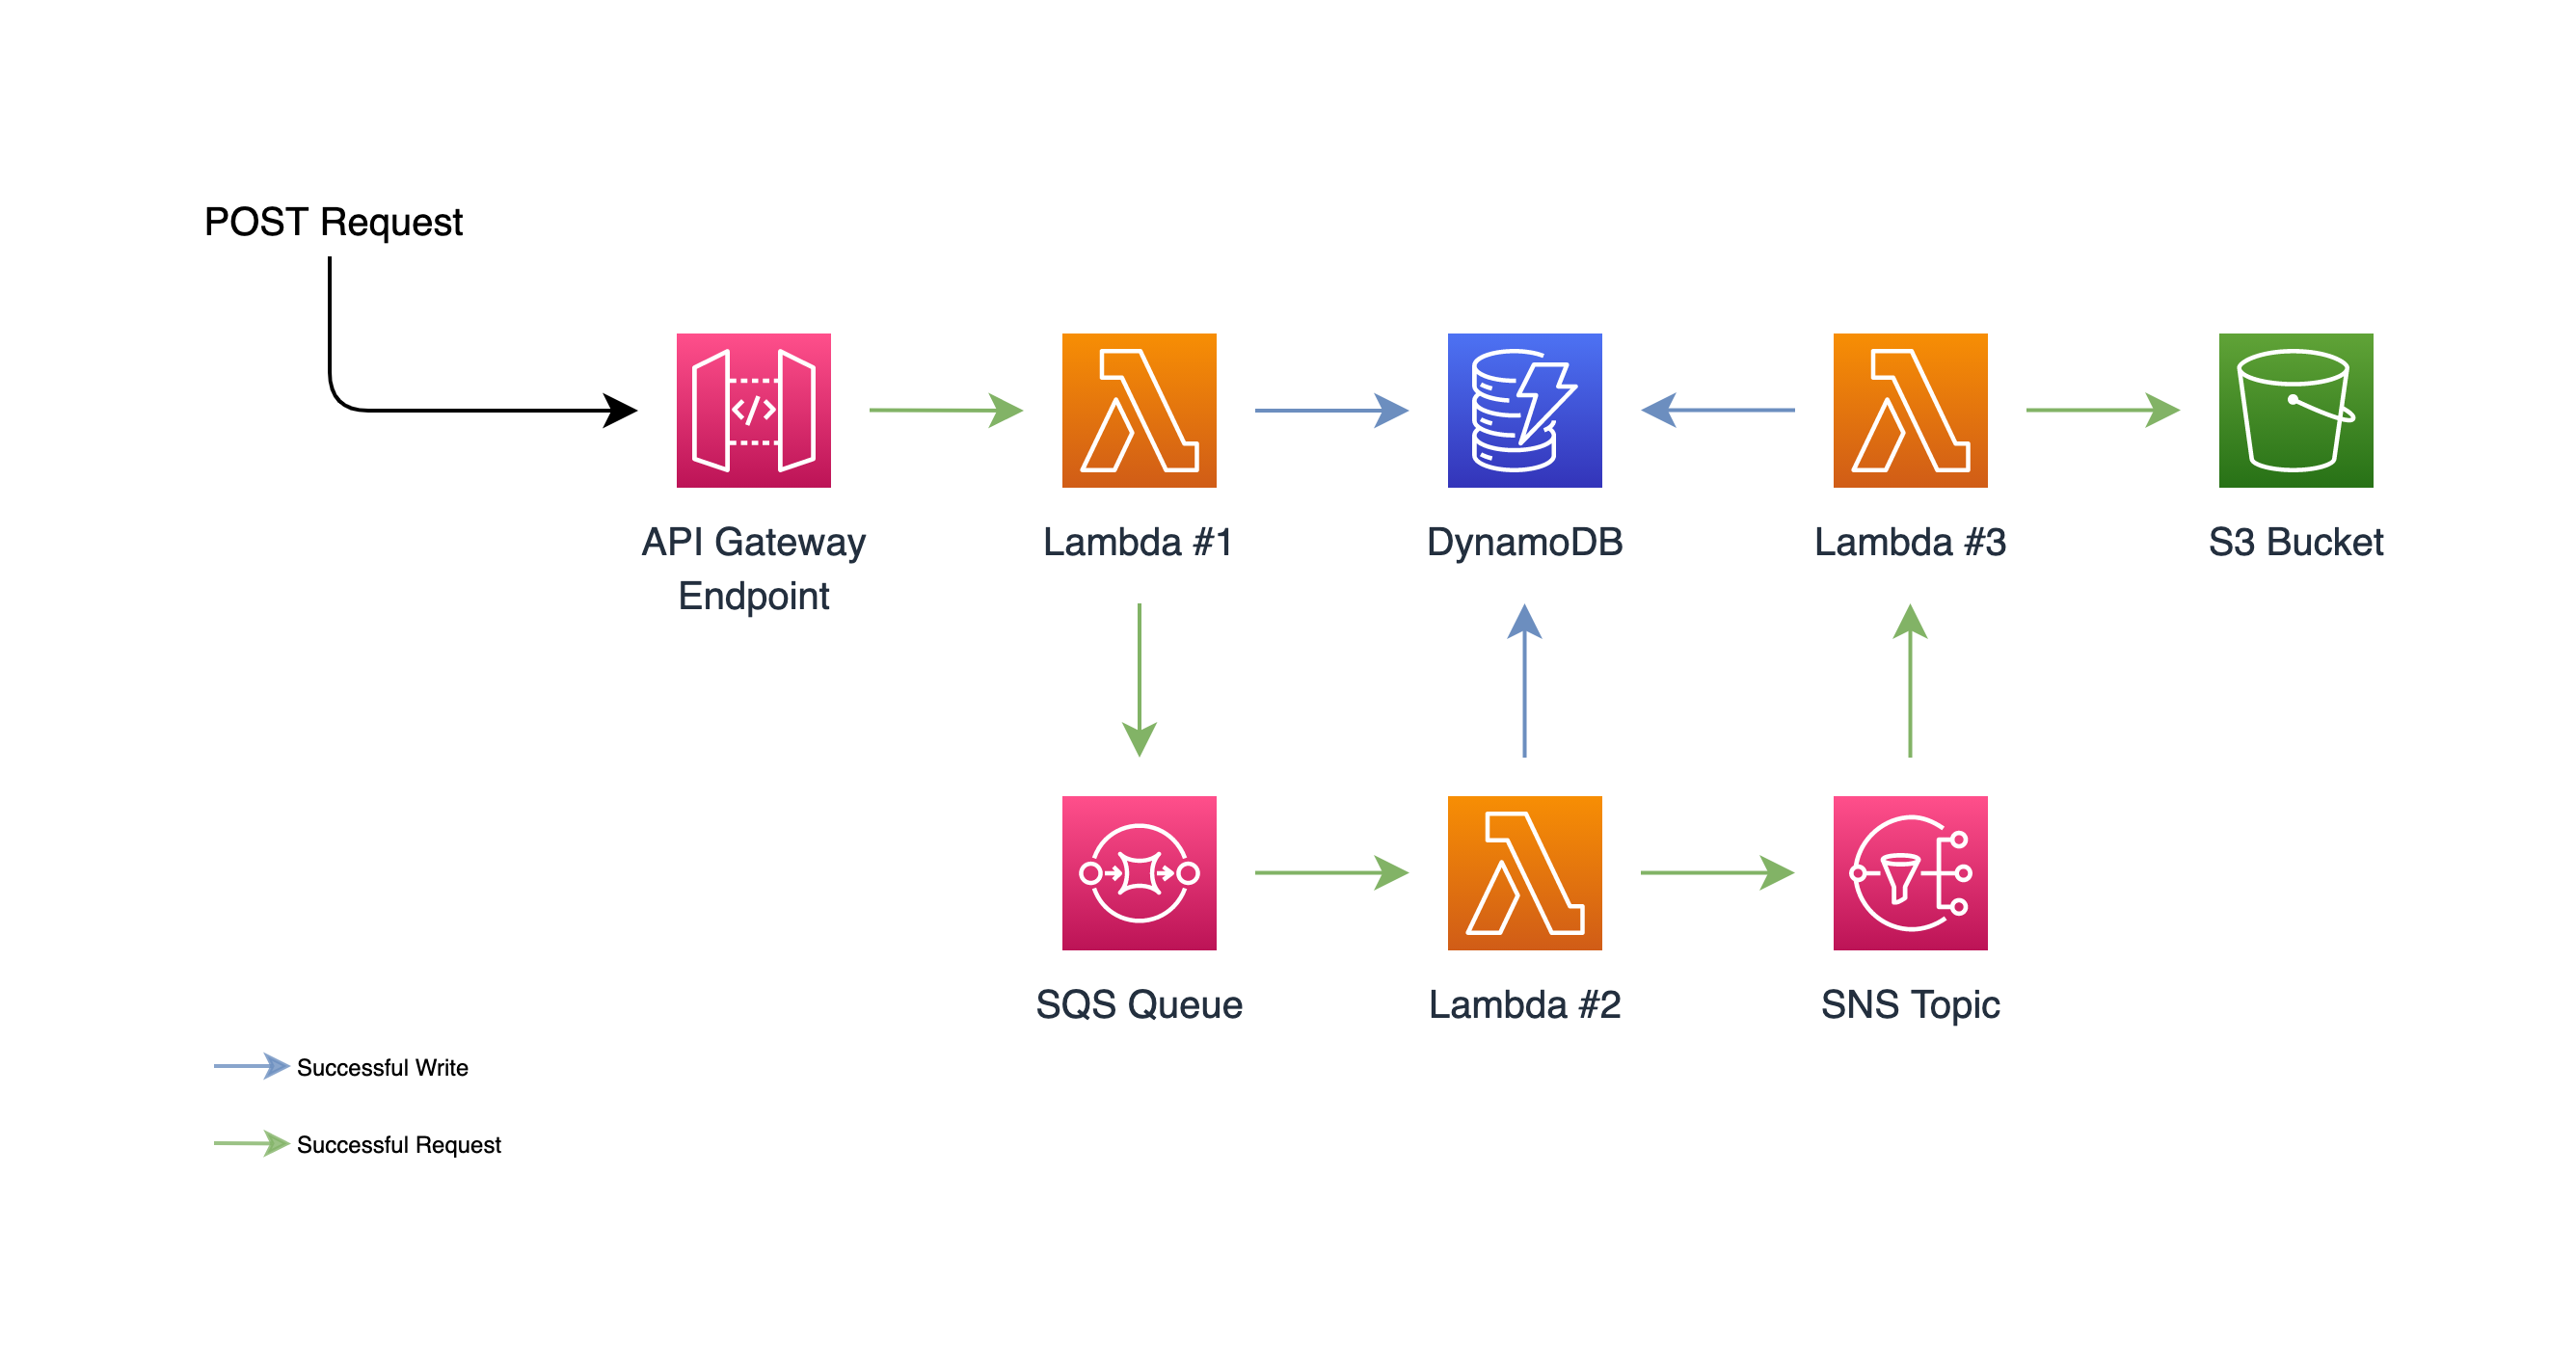 POST Request
API Gateway
Endpoint
Lambda #1
DynamoDB
Lambda #3
S3 Bucket
SQS Queue
Lambda #2
SNS Topic
Successful Write
Successful Request